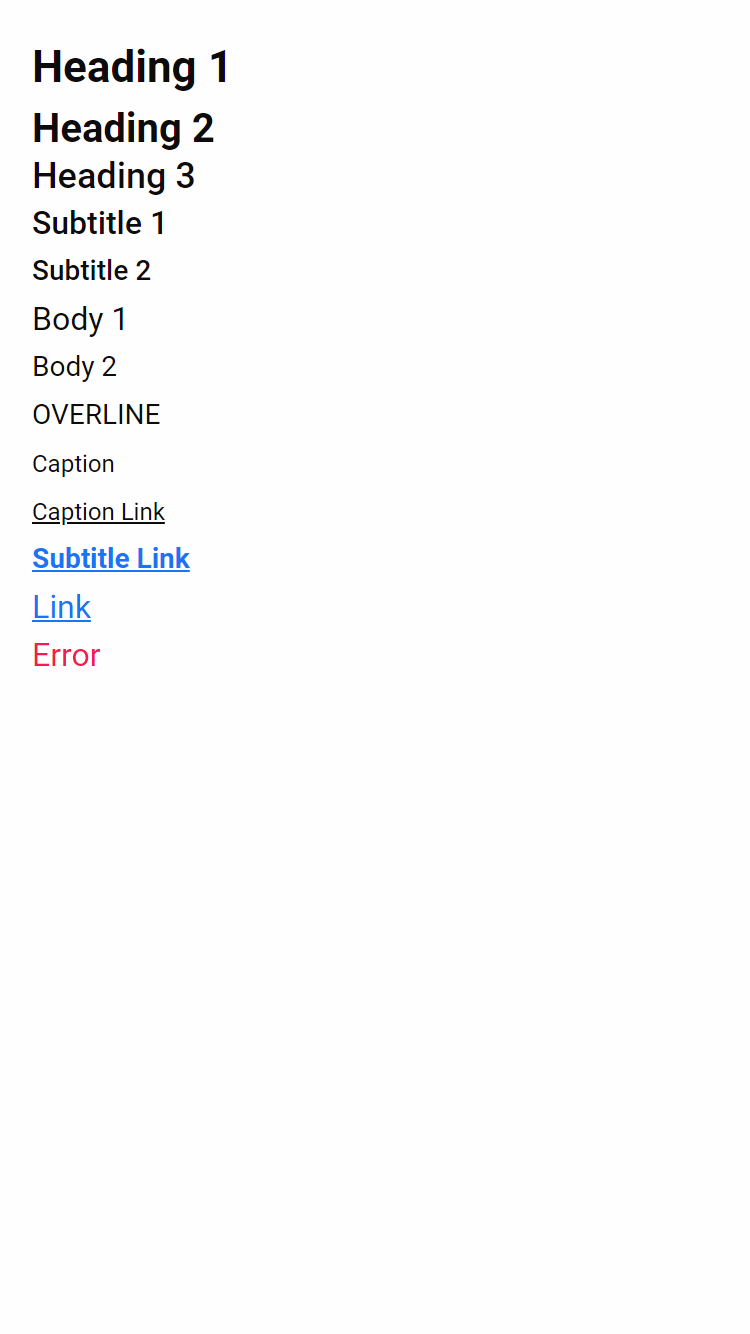 Heading 1
Heading 2
Heading 3
Subtitle 1
Subtitle 2
Body 1
Body 2
OVERLINE
Caption
Caption Link
Subtitle Link
Link
Error